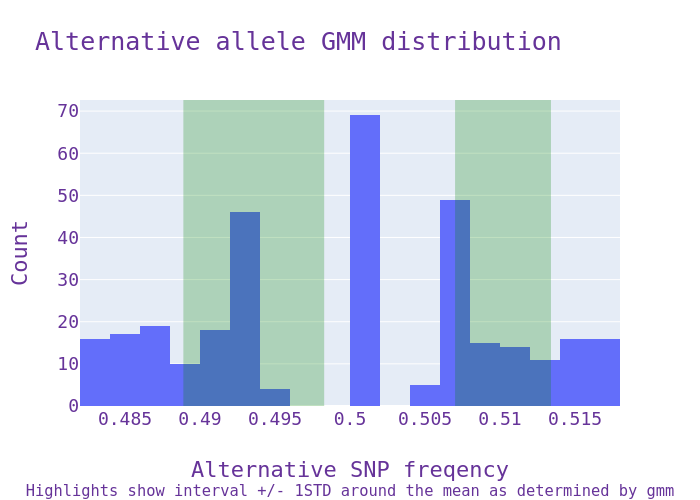 Alternative allele GMM distribution
70
60
50
40
30
20
10
0
Count
0.485 0.49 0.495 0.5 0.505 0.51 0.515
Alternative SNP freqency
Highlights show interval +/- 1STD around the mean as determined by gmm